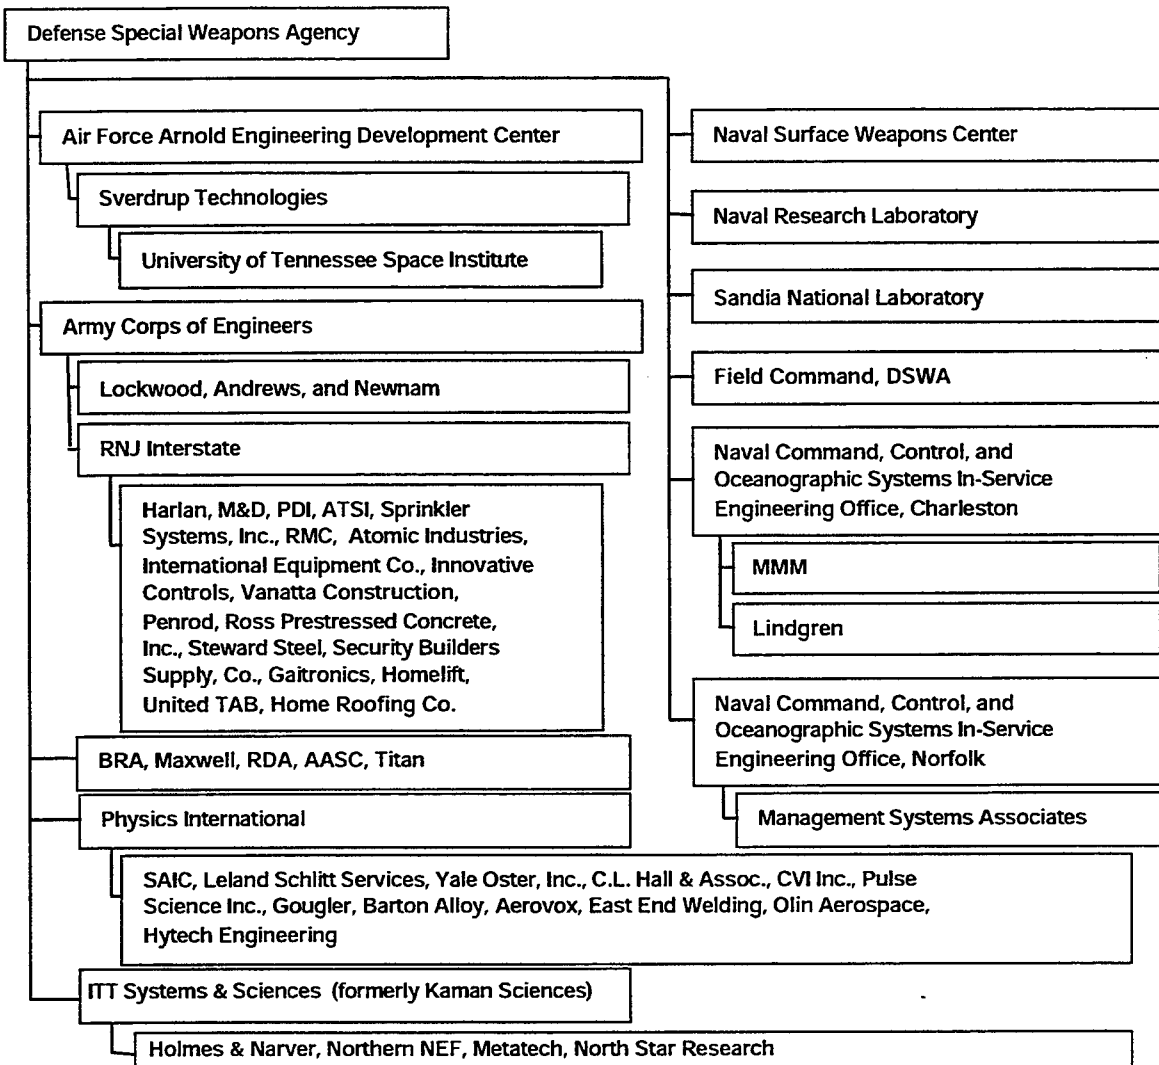 Defense Special Weapons Agency
Air Force Arnold Engineering Development Center
Sverdrup Technologies
University of Tennessee Space Institute
Army Corps of Engineers
Lockwood, Andrews, and Newnam
RNJ Interstate
Harlan, M&D, PDI, ATSI, Sprinkler
Systems, Inc., RMC, Atomic Industries,
International Equipment Co., Innovative
Controls, Vanatta Construction,
Penrod, Ross Prestressed Concrete,
Inc., Steward Steel, Security Builders
Supply, Co., Gaitronics, Homelift,
United TAB, Home Roofing Co.
BRA, Maxwell, RDA, AASC, Titan
Physics International
SAIC, Leland Schlitt Services, Yale Oster, Inc., C.L. Hall & Assoc., CVI Inc., Pulse
Science Inc., Gougler, Barton Alloy, Aerovox, East End Welding, Olin Aerospace,
Hytech Engineering
ITT Systems & Sciences (formerly Kaman Sciences)
Holmes & Narver, Northern NEF, Metatech, North Star Research
Naval Surface Weapons Center
Naval Research Laboratory
Sandia National Laboratory
Field Command, DSWA
Naval Command, Control, and
Oceanographic Systems In-Service
Engineering Office, Charleston
MMM
Lindgren
Naval Command, Control, and
Oceanographic Systems In-Service
Engineering Office, Norfolk
Management Systems Associates